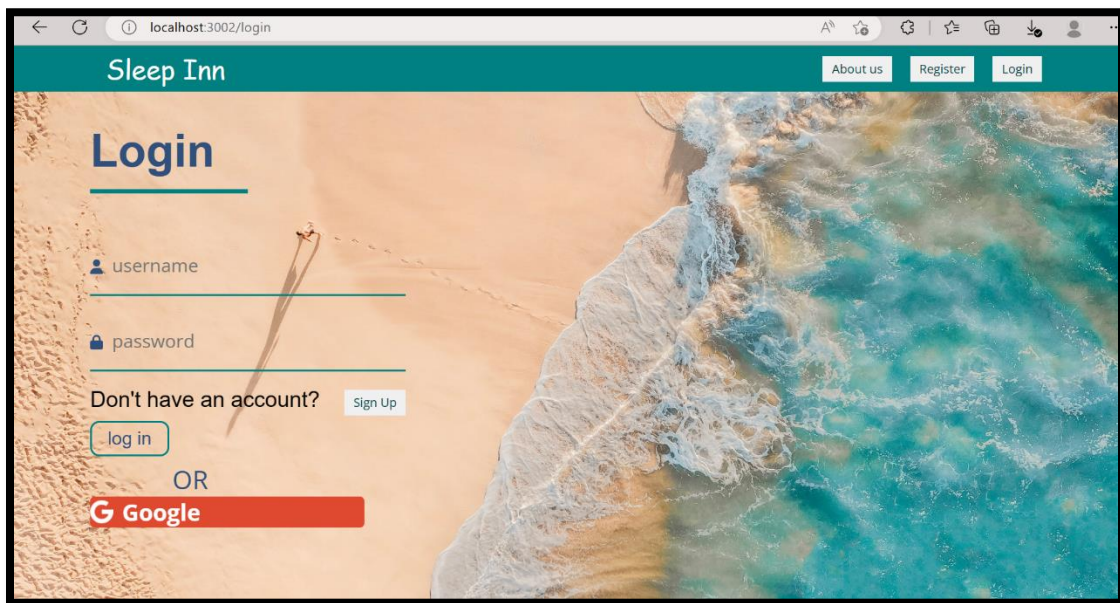 localhost:3002/login
Sleep Inn
About us Register Login
Login
username
password
Don't have an account? Sign Up
log in
OR
G Google